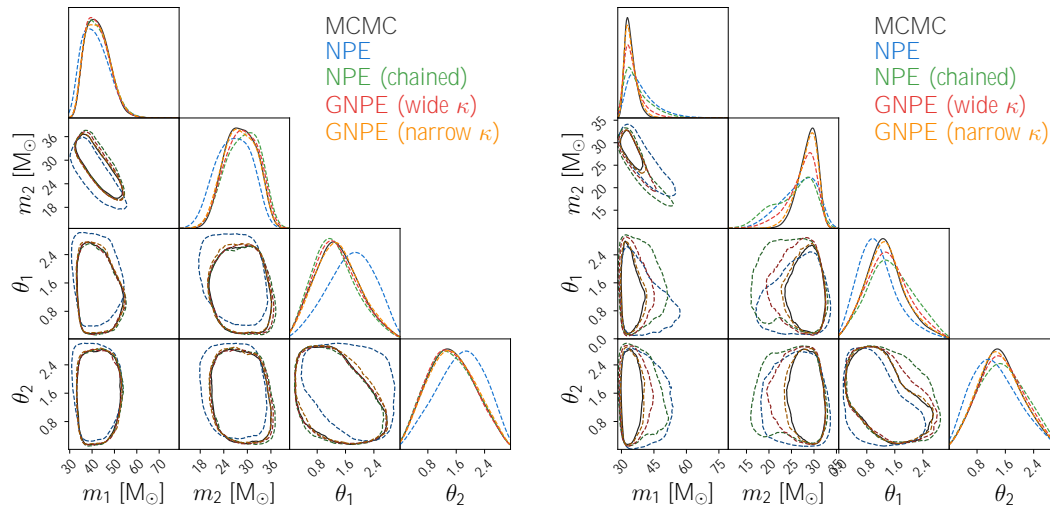 MCMC
NPE
NPE (chained)
GNPE (wide κ)
GNPE (narrow κ)
m₂ [M☉]
36
30
24
18
θ₁
2.4
1.6
0.8
θ₂
2.4
1.6
0.8
30 40 50 60 70
18 24 30 36
0.8 1.6 2.4
0.8 1.6 2.4
m₁ [M☉]
m₂ [M☉]
θ₁
θ₂
MCMC
NPE
NPE (chained)
GNPE (wide κ)
GNPE (narrow κ)
m₂ [M☉]
35
30
25
20
15
θ₁
2.4
1.6
0.8
0.0
θ₂
2.4
1.6
0.8
30 45 60 75
15 20 25 30 35
0.0 0.8 1.6 2.4
0.8 1.6 2.4
m₁ [M☉]
m₂ [M☉]
θ₁
θ₂